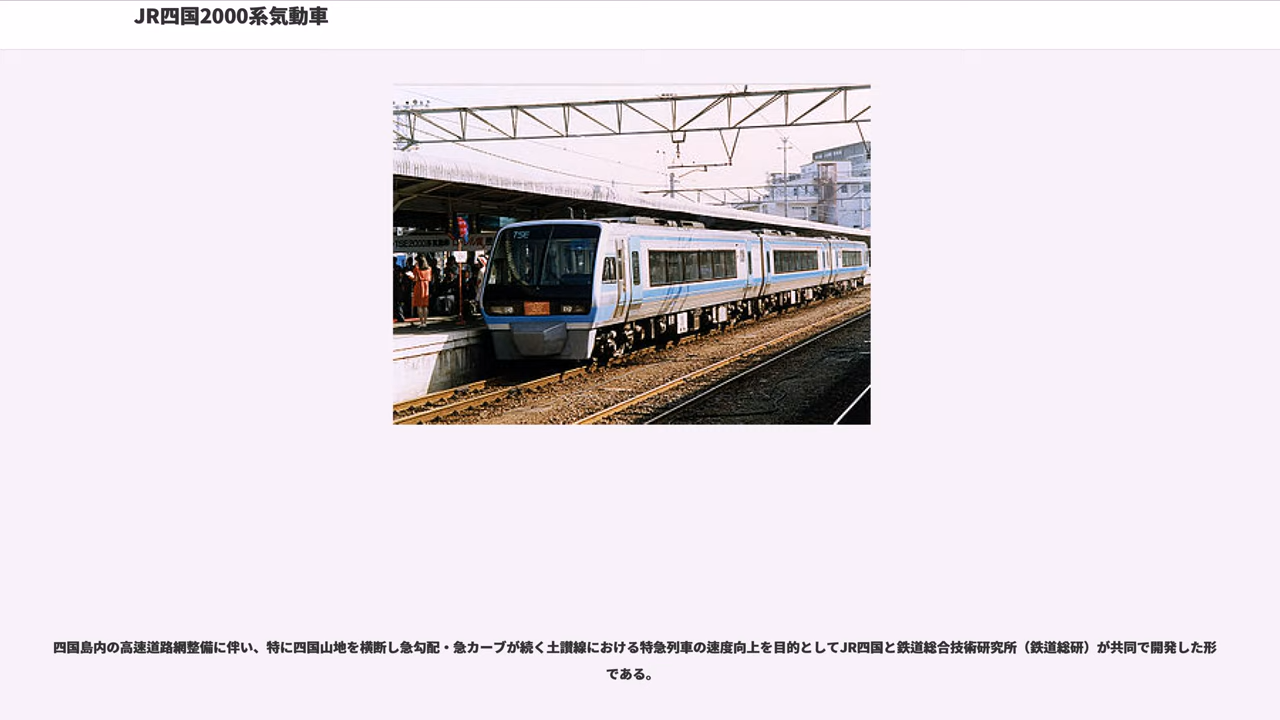 JR四国2000系気動車
TSE
四国島内の高速道路網整備に伴い、特に四国山地を横断し急勾配・急カーブが続く土讃線における特急列車の速度向上を目的としてJR四国と鉄道総合技術研究所（鉄道総研）が共同で開発した形
である。